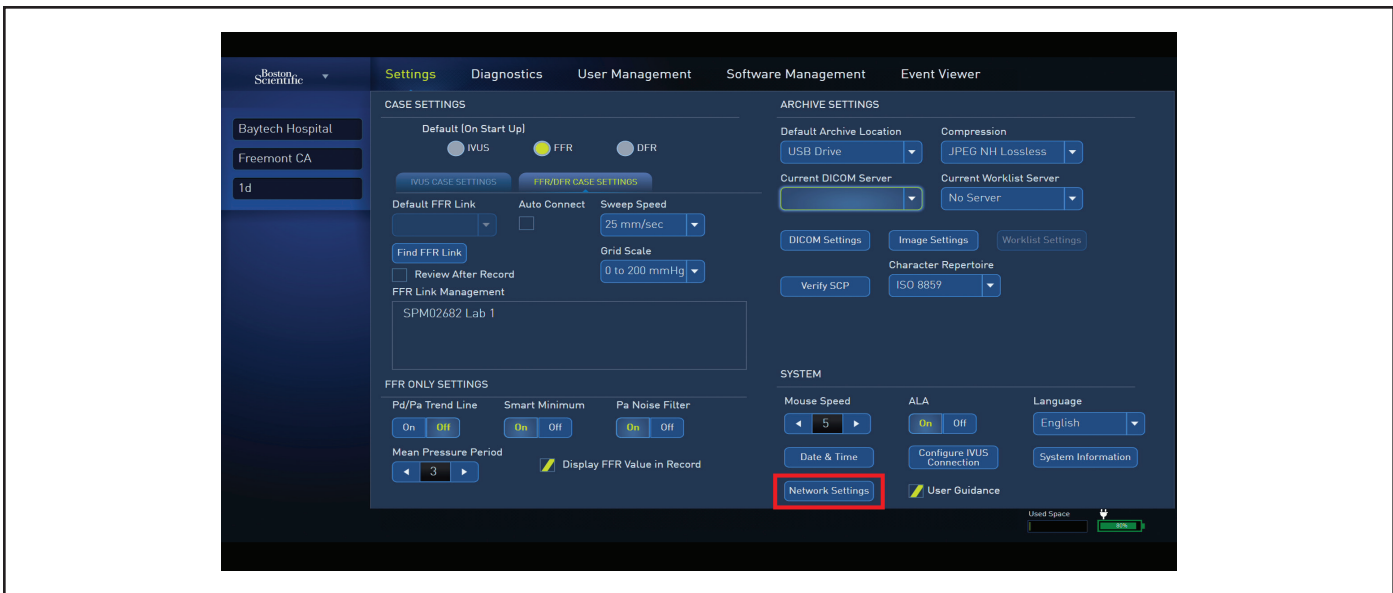 Boston
Scientific
Settings
Diagnostics
User Management
Software Management
Event Viewer
Baytech Hospital
Freemont CA
1d
CASE SETTINGS
Default (On Start Up)
IVUS
FFR
DFR
IVUS CASE SETTINGS
FFR/DFR CASE SETTINGS
Default FFR Link
Auto Connect
Sweep Speed
25 mm/sec
Find FFR Link
Grid Scale
0 to 200 mmHg
Review After Record
FFR Link Management
SPM02682 Lab 1
FFR ONLY SETTINGS
Pd/Pa Trend Line
Smart Minimum
Pa Noise Filter
On Off
On Off
On Off
Mean Pressure Period
3
Display FFR Value in Record
ARCHIVE SETTINGS
Default Archive Location
Compression
USB Drive
JPEG NH Lossless
Current DICOM Server
Current Worklist Server
No Server
DICOM Settings
Image Settings
Worklist Settings
Character Repertoire
Verify SCP
ISO 8859
SYSTEM
Mouse Speed
ALA
Language
5
On Off
English
Date & Time
Configure IVUS
Connection
System Information
Network Settings
User Guidance
Used Space
80%